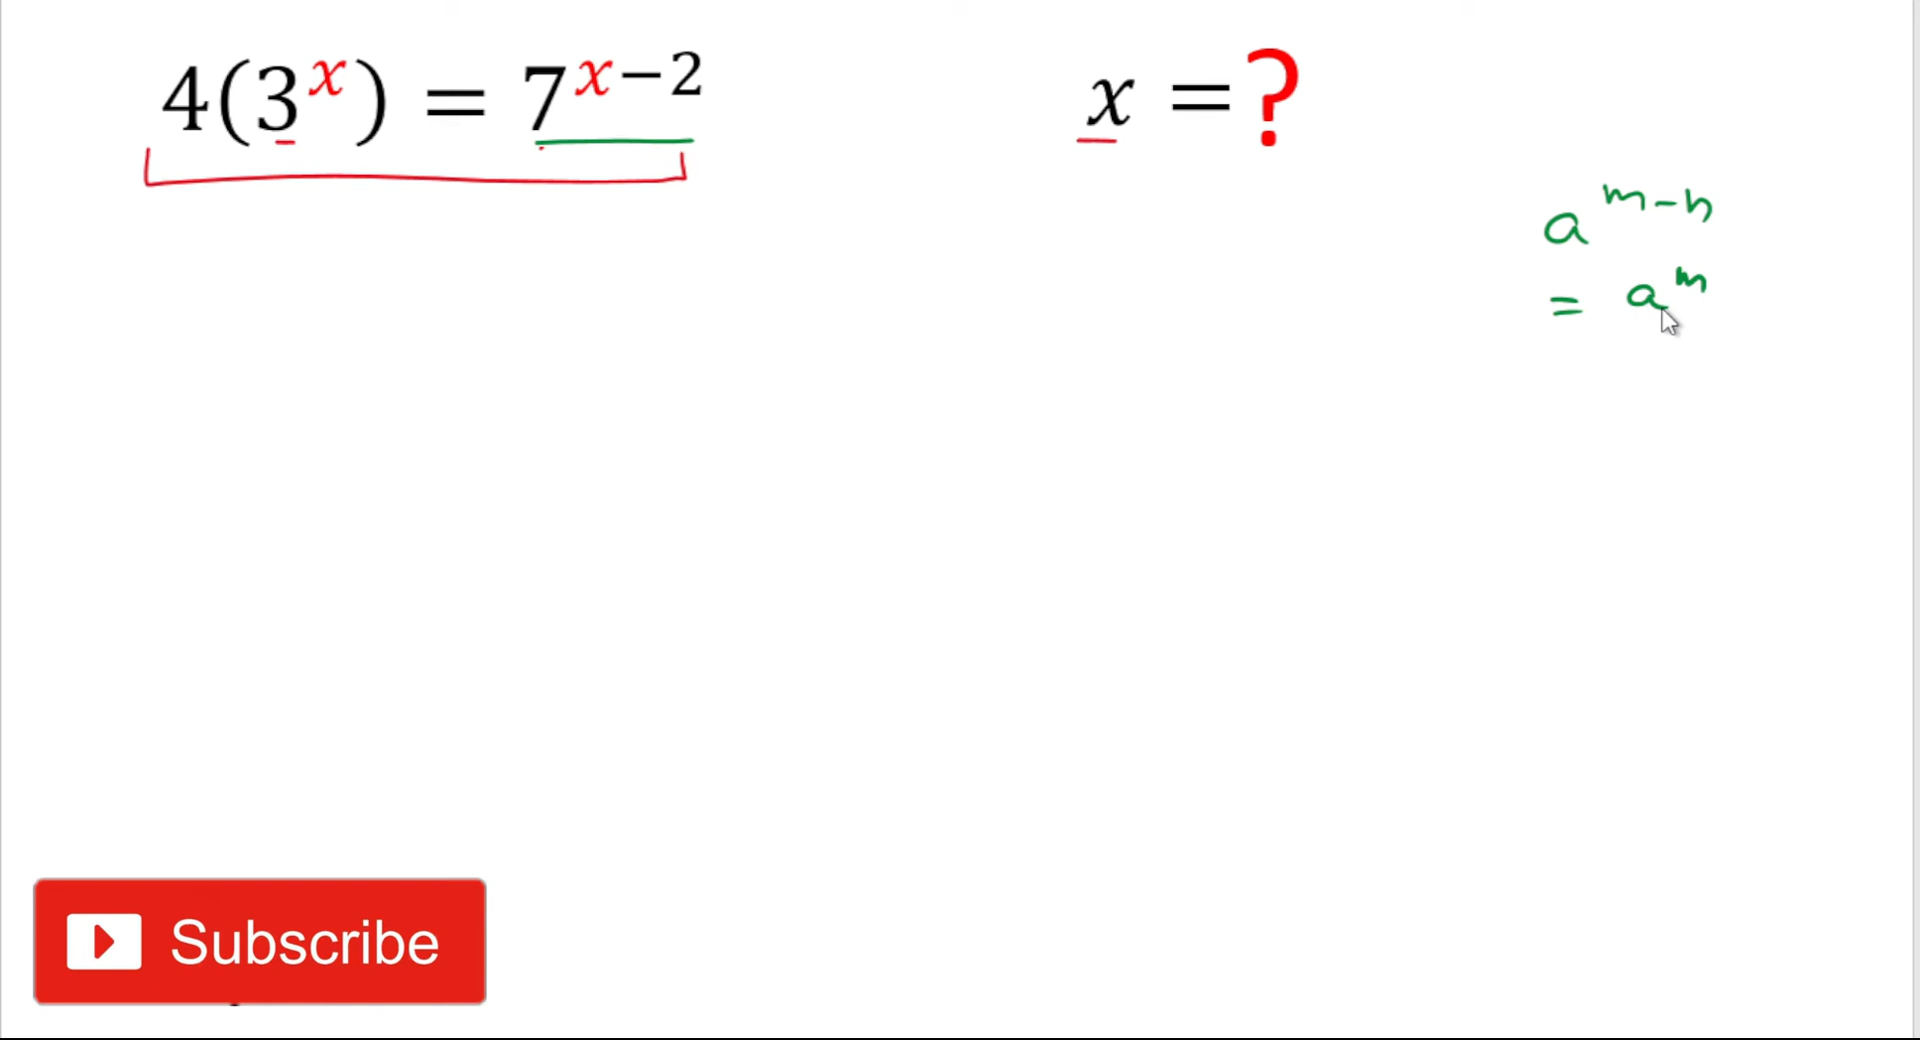 4(3^x) = 7^{x-2}
x = ?
a^{m-n}
= a^m
Subscribe